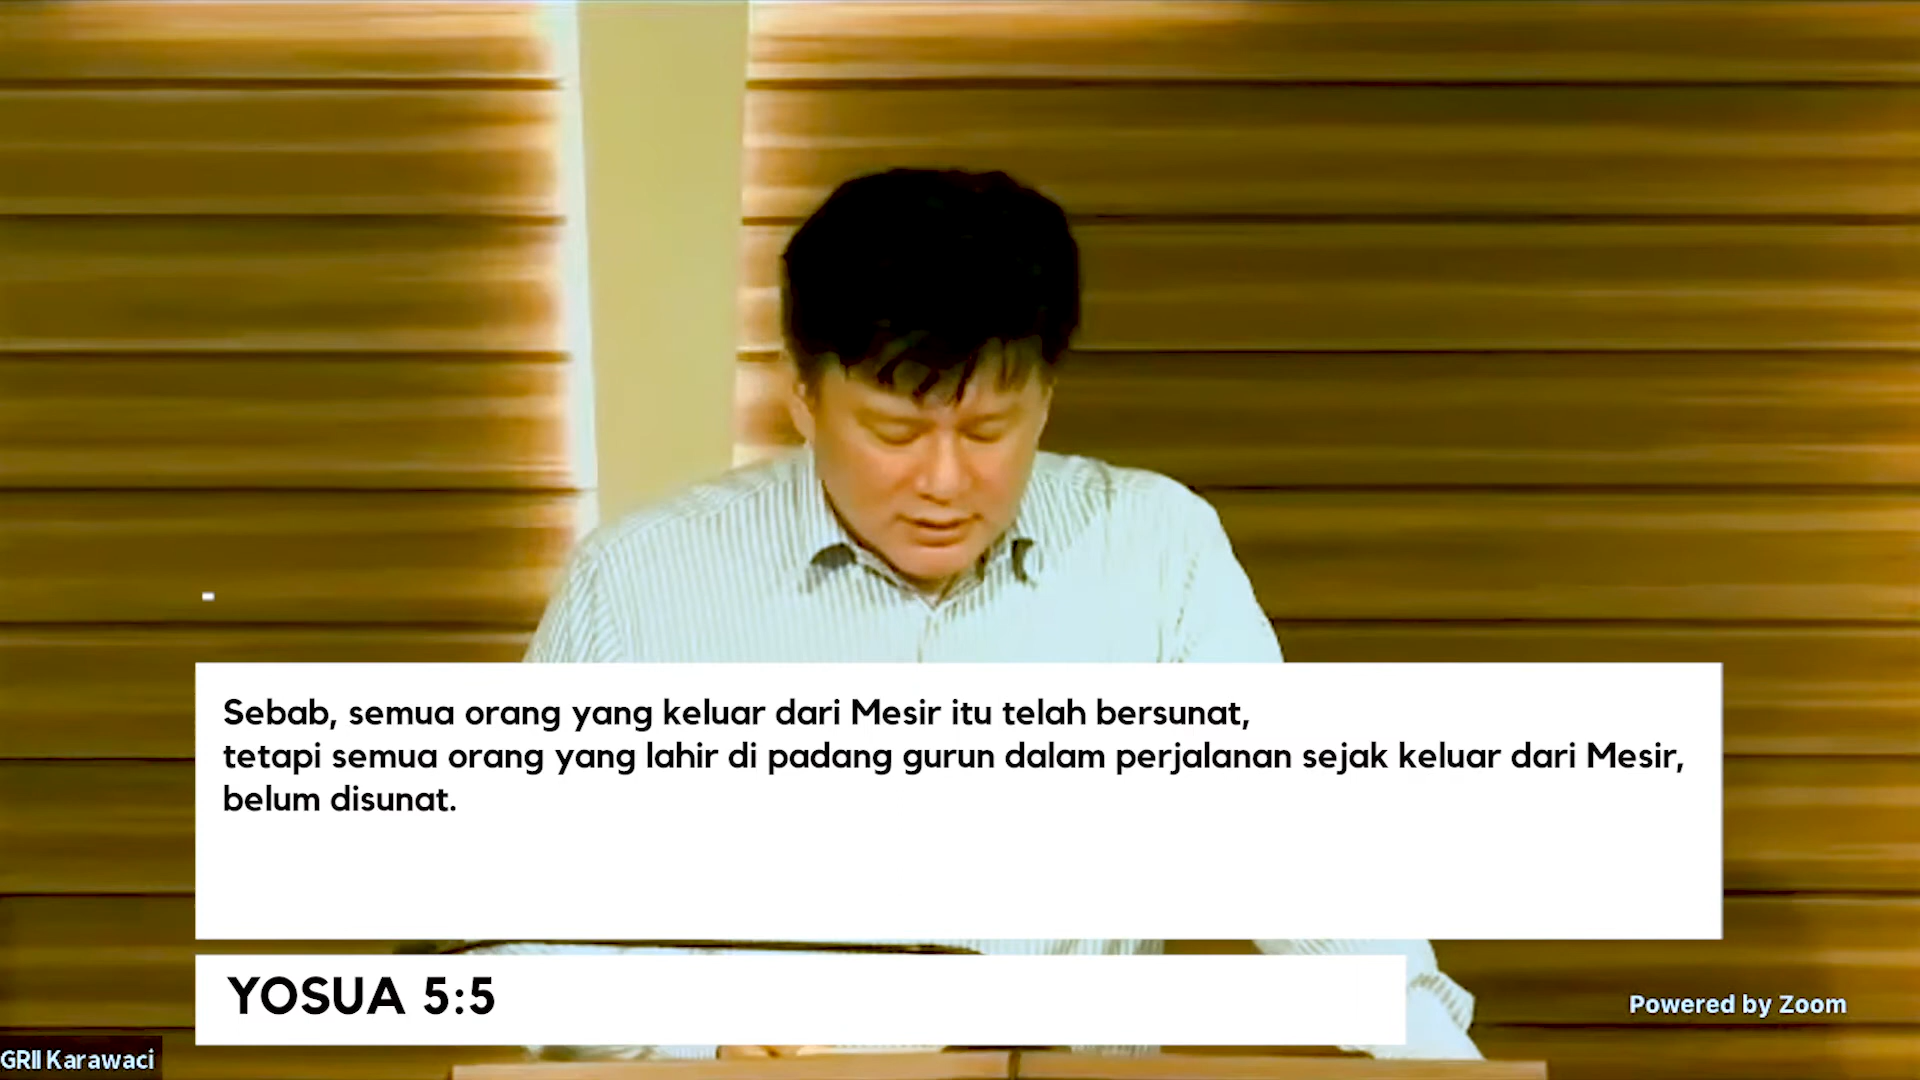 Sebab, semua orang yang keluar dari Mesir itu telah bersunat,
tetapi semua orang yang lahir di padang gurun dalam perjalanan sejak keluar dari Mesir,
belum disunat.
YOSUA 5:5
Powered by Zoom
GRII Karawaci